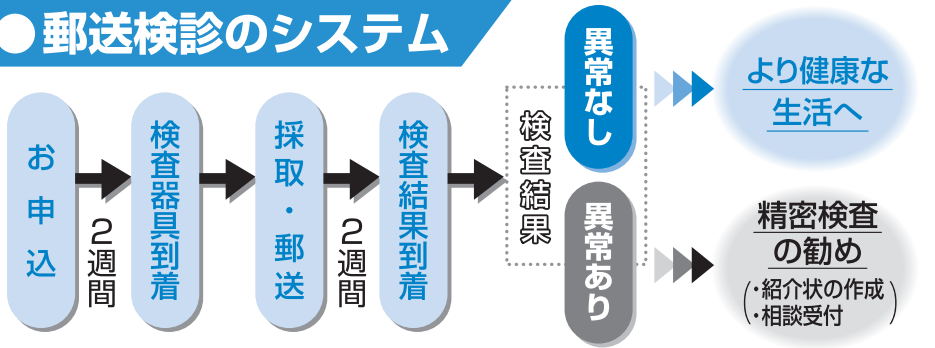 ●郵送検診のシステム
お申込
2週間
検査器具到着
採取・郵送
2週間
検査結果到着
検査結果
異常なし
より健康な
生活へ
異常あり
精密検査
の勧め
(・紹介状の作成
・相談受付)